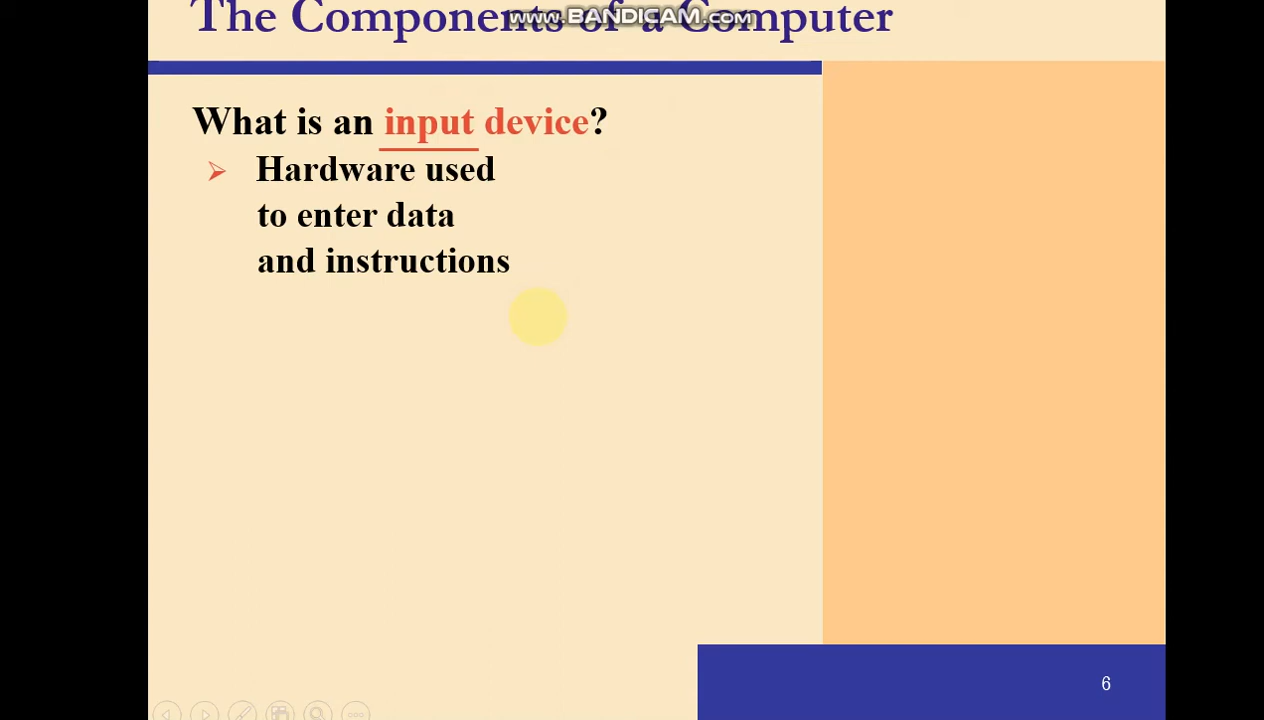 The Components of a Computer
www.BANDICAM.com
What is an input device?
➢ Hardware used
to enter data
and instructions
6